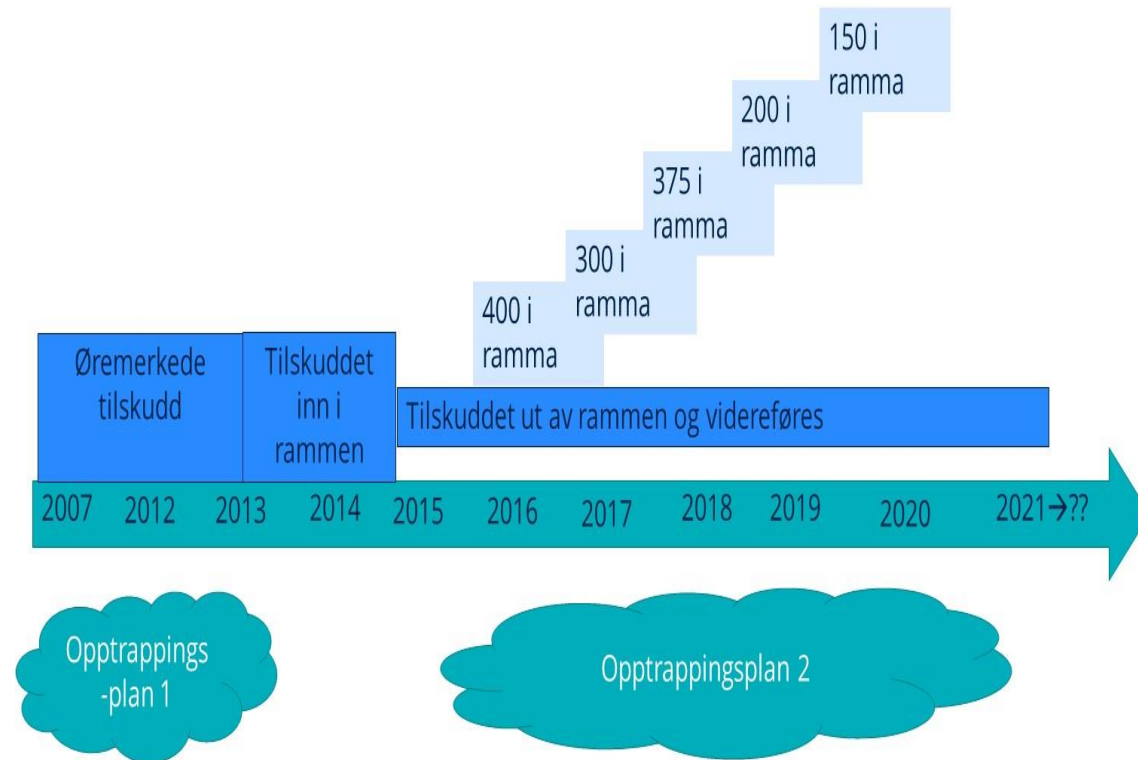 150 i
ramma
200 i
ramma
375 i
ramma
300 i
ramma
400 i
ramma
Øremerkede
tilskudd
Tilskuddet
inn i
rammen
Tilskuddet ut av rammen og videreføres
2007 2012 2013 2014 2015 2016 2017 2018 2019 2020 2021→??
Opptrappings
-plan 1
Opptrappingsplan 2